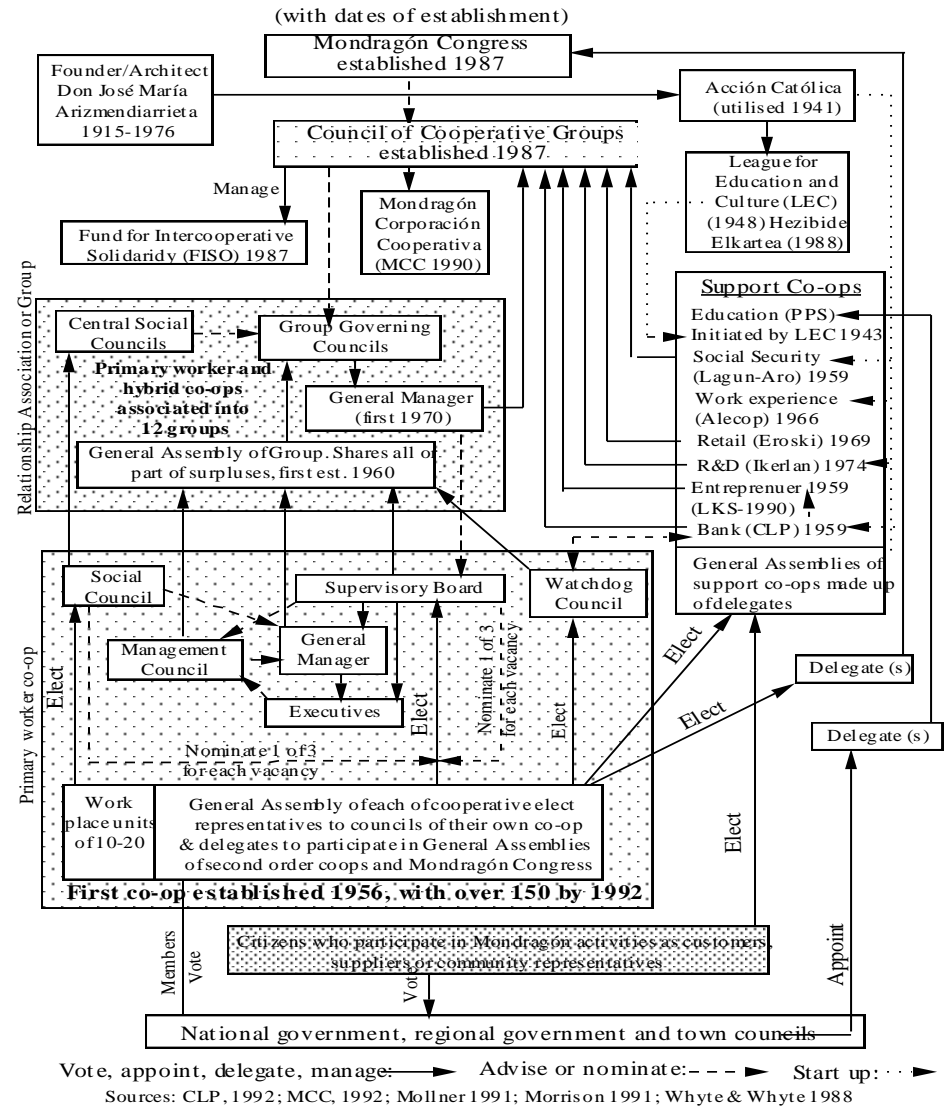 (with dates of establishment)
Mondragón Congress
established 1987
Founder/Architect
Don José María
Arizmendiarrieta
1915-1976
Acción Católica
(utilised 1941)
Council of Cooperative Groups
established 1987
League for
Education and
Culture (LEC)
(1948) Hezibide
Elkartea (1988)
Manage
Mondragón
Corporación
Cooperativa
(MCC 1990)
Fund for Intercooperative
Solidaridy (FISO) 1987
Relationship Association or Group
Central Social
Councils
Group Governing
Councils
Primary worker and
hybrid co-ops
associated into
12 groups
General Manager
(first 1970)
General Assembly of Group. Shares all or
part of surpluses, first est. 1960
Support Co-ops
Education (PPS)
Initiated by LEC 1943
Social Security
(Lagun-Aro) 1959
Work experience
(Alecop) 1966
Retail (Eroski) 1969
R&D (Ikerlan) 1974
Entreprenuer 1959
(LKS-1990)
Bank (CLP) 1959
General Assemblies of
support co-ops made up
of delegates
Primary worker co-op
Social
Council
Supervisory Board
Watchdog
Council
Management
Council
General
Manager
Executives
Elect
Elect
Nominate 1 of 3
for each vacancy
Elect
Elect
Elect
Delegate (s)
Delegate (s)
Nominate 1 of 3
for each vacancy
Work
place units
of 10-20
General Assembly of each of cooperative elect
representatives to councils of their own co-op
& delegates to participate in General Assemblies
of second order coops and Mondragón Congress
First co-op established 1956, with over 150 by 1992
Elect
Members
Vote
Citizens who participate in Mondragón activities as customers,
suppliers or community representatives
Vote
Appoint
National government, regional government and town councils
Vote, appoint, delegate, manage: Advise or nominate: Start up:
Sources: CLP, 1992; MCC, 1992; Mollner 1991; Morrison 1991; Whyte & Whyte 1988